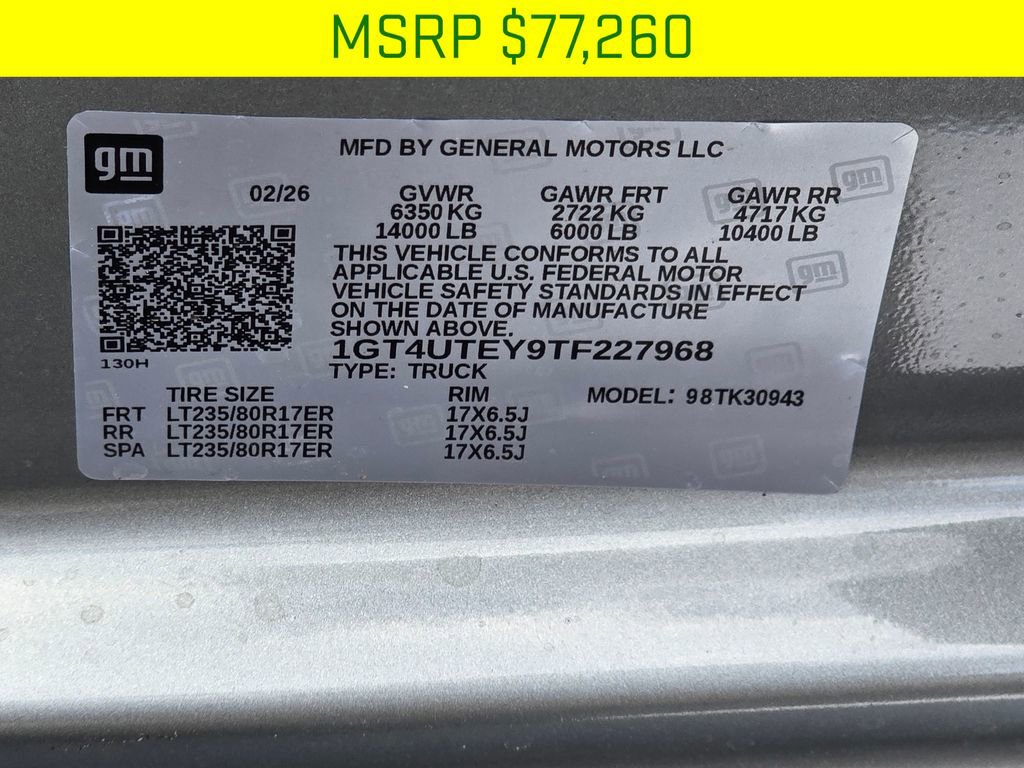 MSRP $77,260
gm
MFD BY GENERAL MOTORS LLC
02/26 GVWR GAWR FRT GAWR RR
6350 KG 2722 KG 4717 KG
14000 LB 6000 LB 10400 LB
THIS VEHICLE CONFORMS TO ALL
APPLICABLE U.S. FEDERAL MOTOR
VEHICLE SAFETY STANDARDS IN EFFECT
ON THE DATE OF MANUFACTURE
SHOWN ABOVE.
130H
1GT4UTEY9TF227968
TYPE: TRUCK
TIRE SIZE RIM MODEL: 98TK30943
FRT LT235/80R17ER 17X6.5J
RR LT235/80R17ER 17X6.5J
SPA LT235/80R17ER 17X6.5J